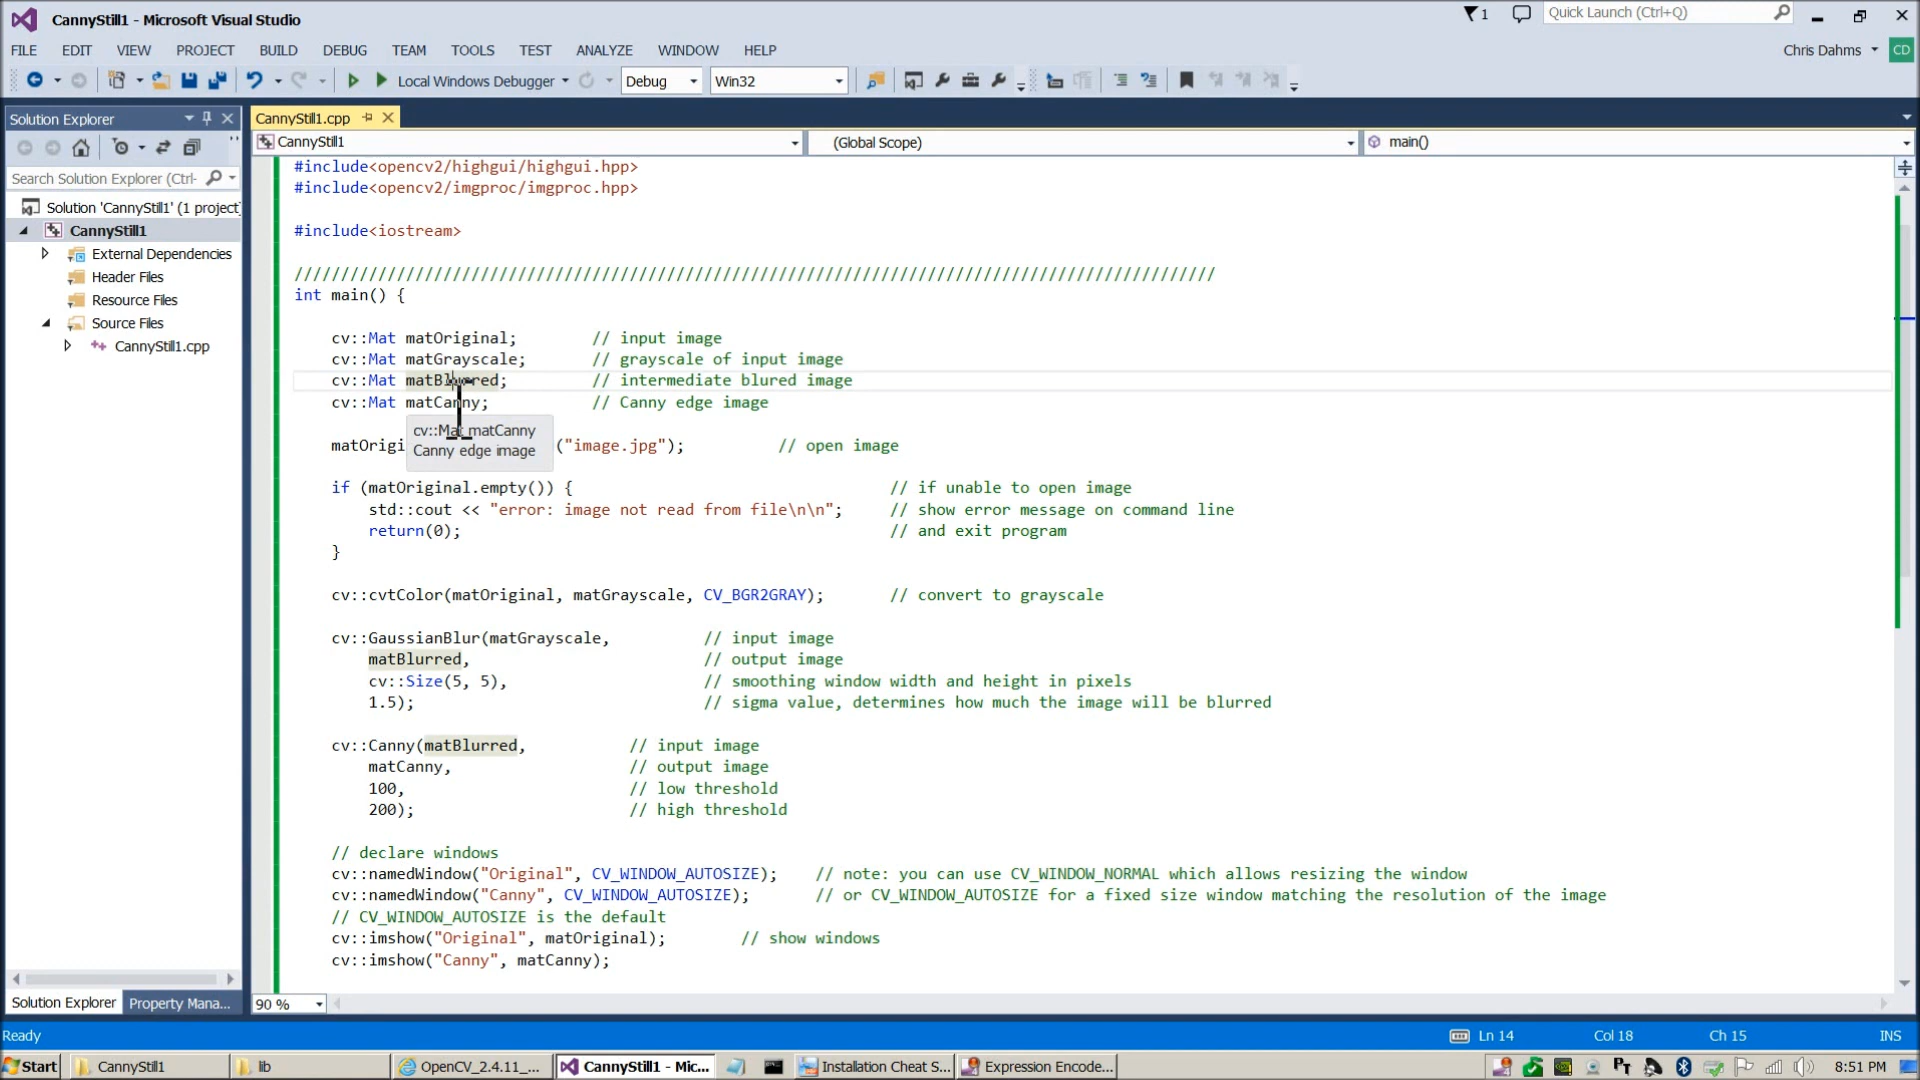 CannyStill1 - Microsoft Visual Studio
1
Quick Launch (Ctrl+Q)
FILE EDIT VIEW PROJECT BUILD DEBUG TEAM TOOLS TEST ANALYZE WINDOW HELP
Chris Dahms CD
Local Windows Debugger Debug Win32
Solution Explorer
CannyStill1.cpp
CannyStill1 (Global Scope) main()
Search Solution Explorer (Ctrl-
Solution 'CannyStill1' (1 project
CannyStill1
External Dependencies
Header Files
Resource Files
Source Files
CannyStill1.cpp
#include<opencv2/highgui/highgui.hpp>
#include<opencv2/imgproc/imgproc.hpp>
#include<iostream>
///////////////////////////////////////////////////////////////////////////////////////////////////
int main() {
cv::Mat matOriginal; // input image
cv::Mat matGrayscale; // grayscale of input image
cv::Mat matBlurred; // intermediate blured image
cv::Mat matCanny; // Canny edge image
cv::Mat matCanny
Canny edge image
matOrigi ("image.jpg"); // open image
if (matOriginal.empty()) { // if unable to open image
std::cout << "error: image not read from file\n\n"; // show error message on command line
return(0); // and exit program
}
cv::cvtColor(matOriginal, matGrayscale, CV_BGR2GRAY); // convert to grayscale
cv::GaussianBlur(matGrayscale, // input image
matBlurred, // output image
cv::Size(5, 5), // smoothing window width and height in pixels
1.5); // sigma value, determines how much the image will be blurred
cv::Canny(matBlurred, // input image
matCanny, // output image
100, // low threshold
200); // high threshold
// declare windows
cv::namedWindow("Original", CV_WINDOW_AUTOSIZE); // note: you can use CV_WINDOW_NORMAL which allows resizing the window
cv::namedWindow("Canny", CV_WINDOW_AUTOSIZE); // or CV_WINDOW_AUTOSIZE for a fixed size window matching the resolution of the image
// CV_WINDOW_AUTOSIZE is the default
cv::imshow("Original", matOriginal); // show windows
cv::imshow("Canny", matCanny);
Solution Explorer Property Mana...
90 %
Ready Ln 14 Col 18 Ch 15 INS
Start CannyStill1 lib OpenCV_2.4.11_... CannyStill1 - Mic... Installation Cheat S... Expression Encode... 8:51 PM